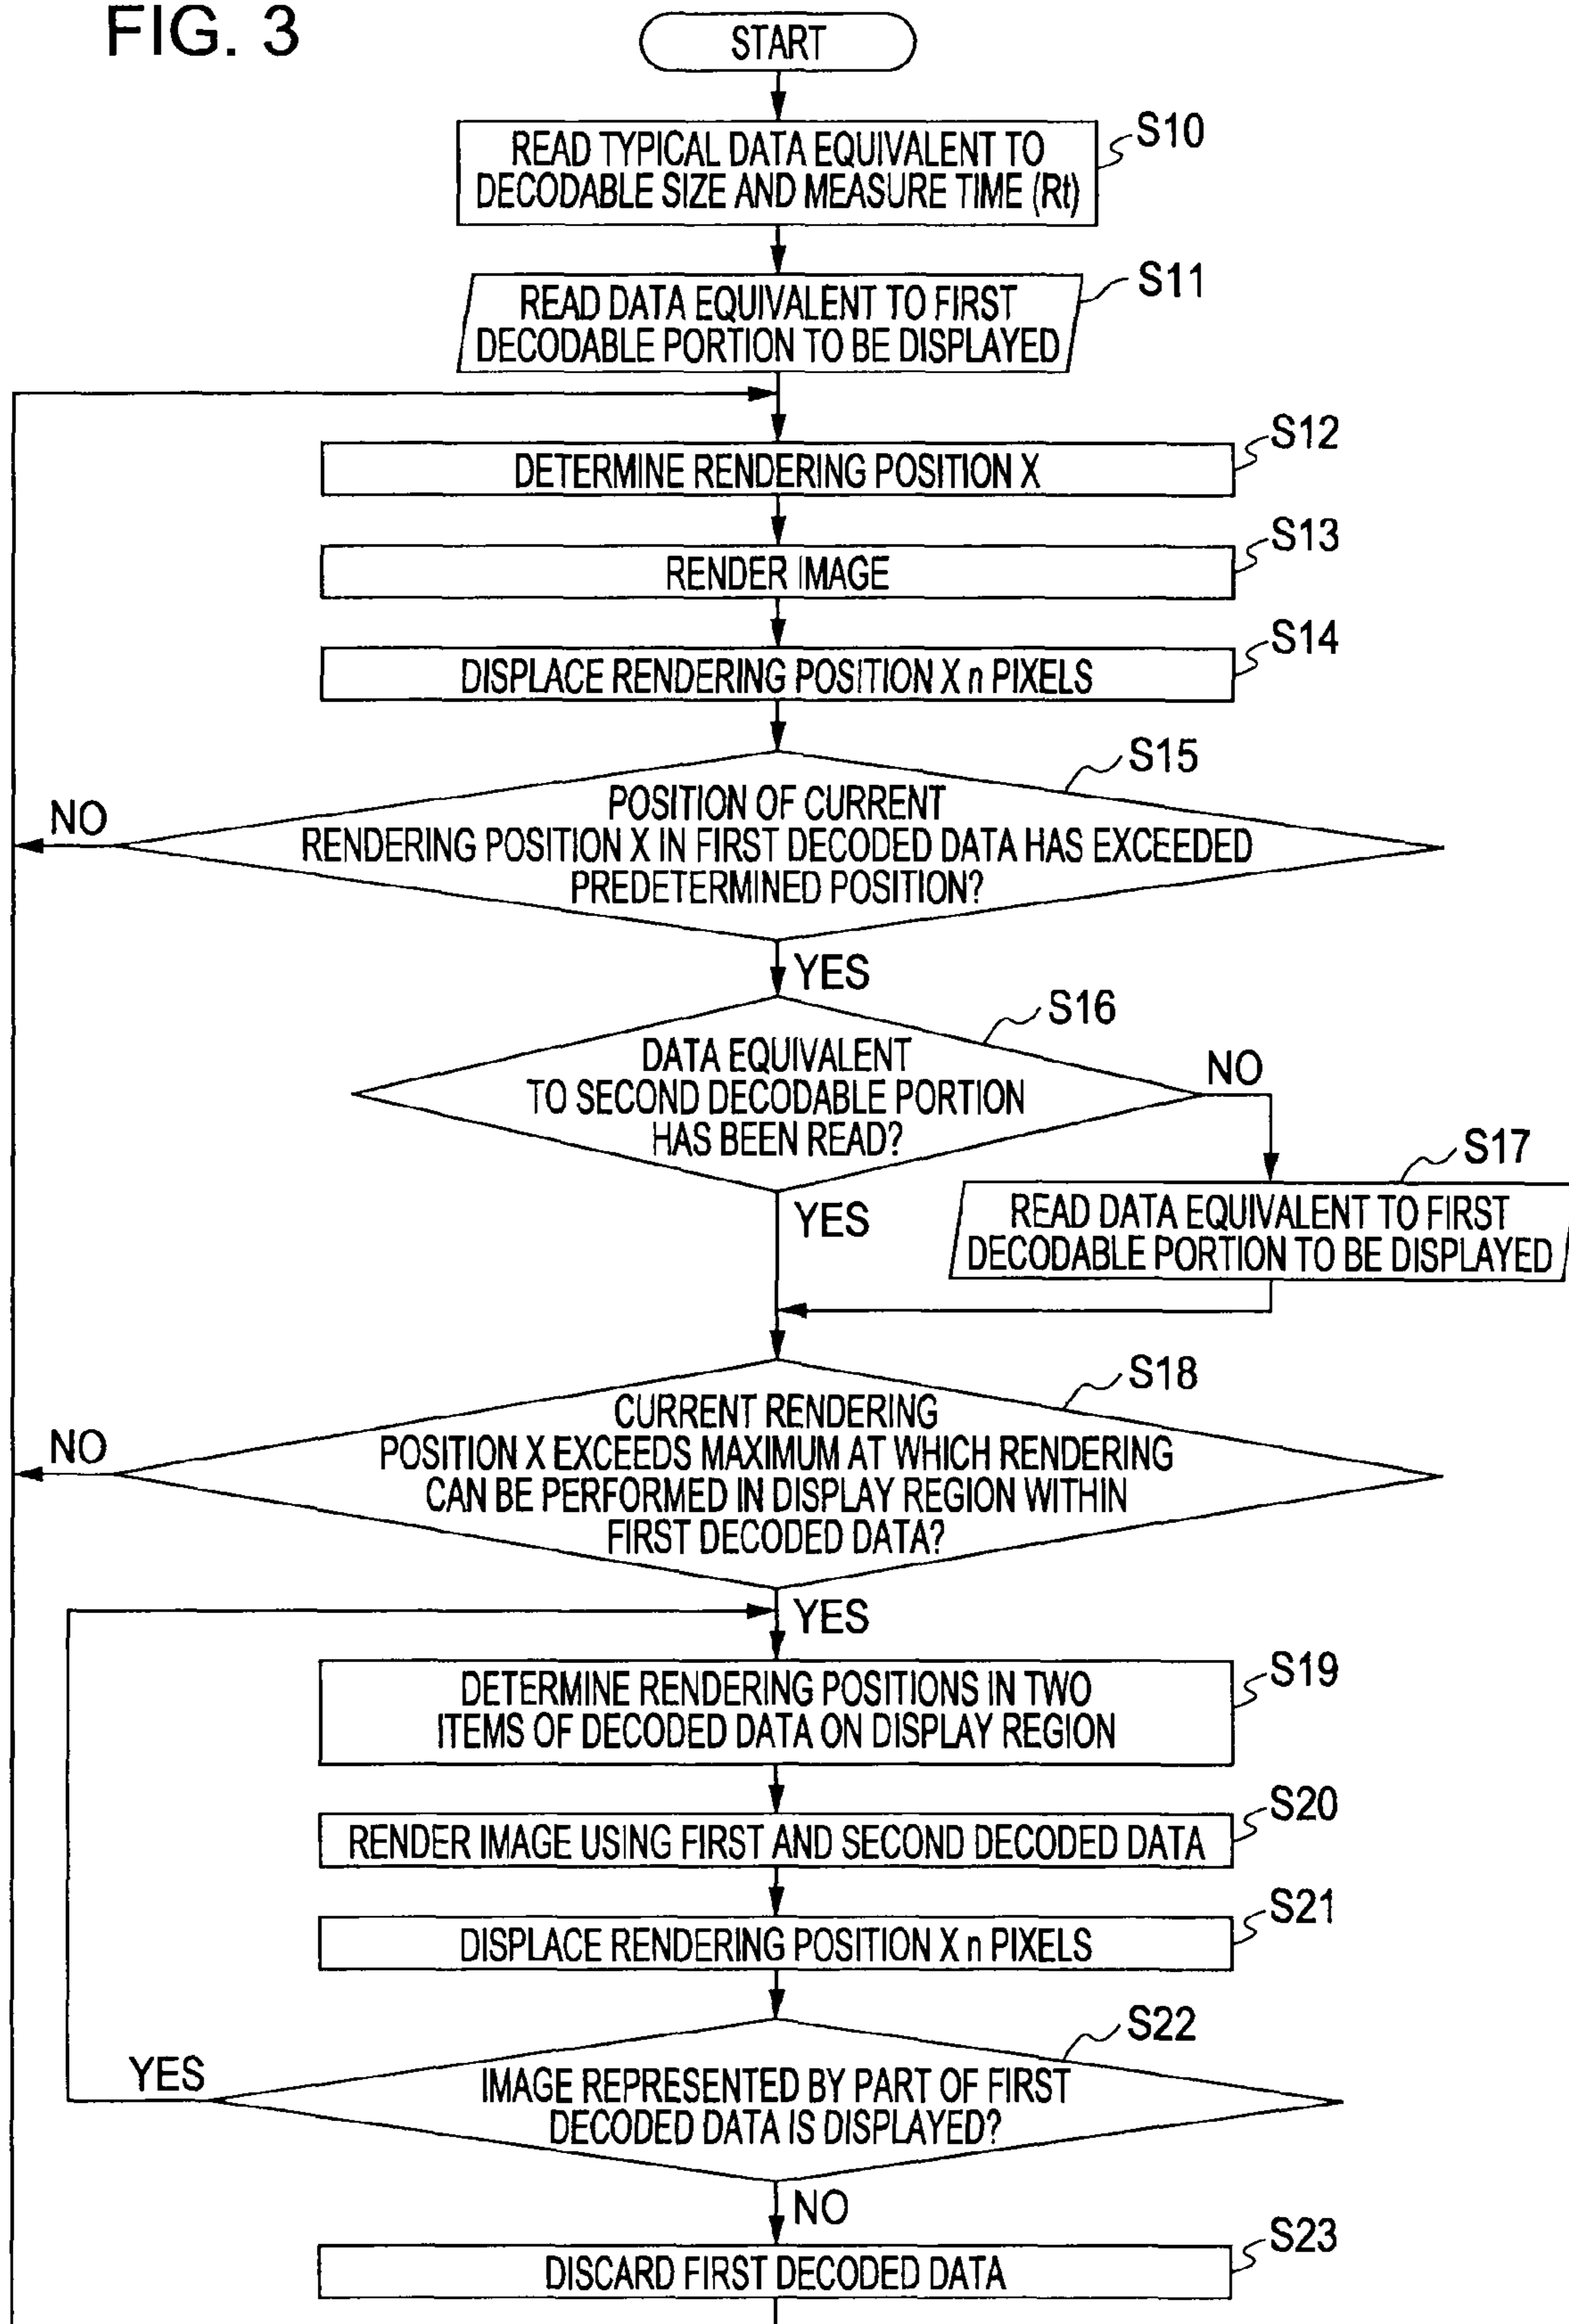 FIG. 3
START
READ TYPICAL DATA EQUIVALENT TO
DECODABLE SIZE AND MEASURE TIME (Rt)
S10
READ DATA EQUIVALENT TO FIRST
DECODABLE PORTION TO BE DISPLAYED
S11
DETERMINE RENDERING POSITION X
S12
RENDER IMAGE
S13
DISPLACE RENDERING POSITION X n PIXELS
S14
POSITION OF CURRENT
RENDERING POSITION X IN FIRST DECODED DATA HAS EXCEEDED
PREDETERMINED POSITION?
S15
NO
YES
DATA EQUIVALENT
TO SECOND DECODABLE PORTION
HAS BEEN READ?
S16
NO
YES
READ DATA EQUIVALENT TO FIRST
DECODABLE PORTION TO BE DISPLAYED
S17
CURRENT RENDERING
POSITION X EXCEEDS MAXIMUM AT WHICH RENDERING
CAN BE PERFORMED IN DISPLAY REGION WITHIN
FIRST DECODED DATA?
S18
NO
YES
DETERMINE RENDERING POSITIONS IN TWO
ITEMS OF DECODED DATA ON DISPLAY REGION
S19
RENDER IMAGE USING FIRST AND SECOND DECODED DATA
S20
DISPLACE RENDERING POSITION X n PIXELS
S21
IMAGE REPRESENTED BY PART OF FIRST
DECODED DATA IS DISPLAYED?
S22
YES
NO
DISCARD FIRST DECODED DATA
S23